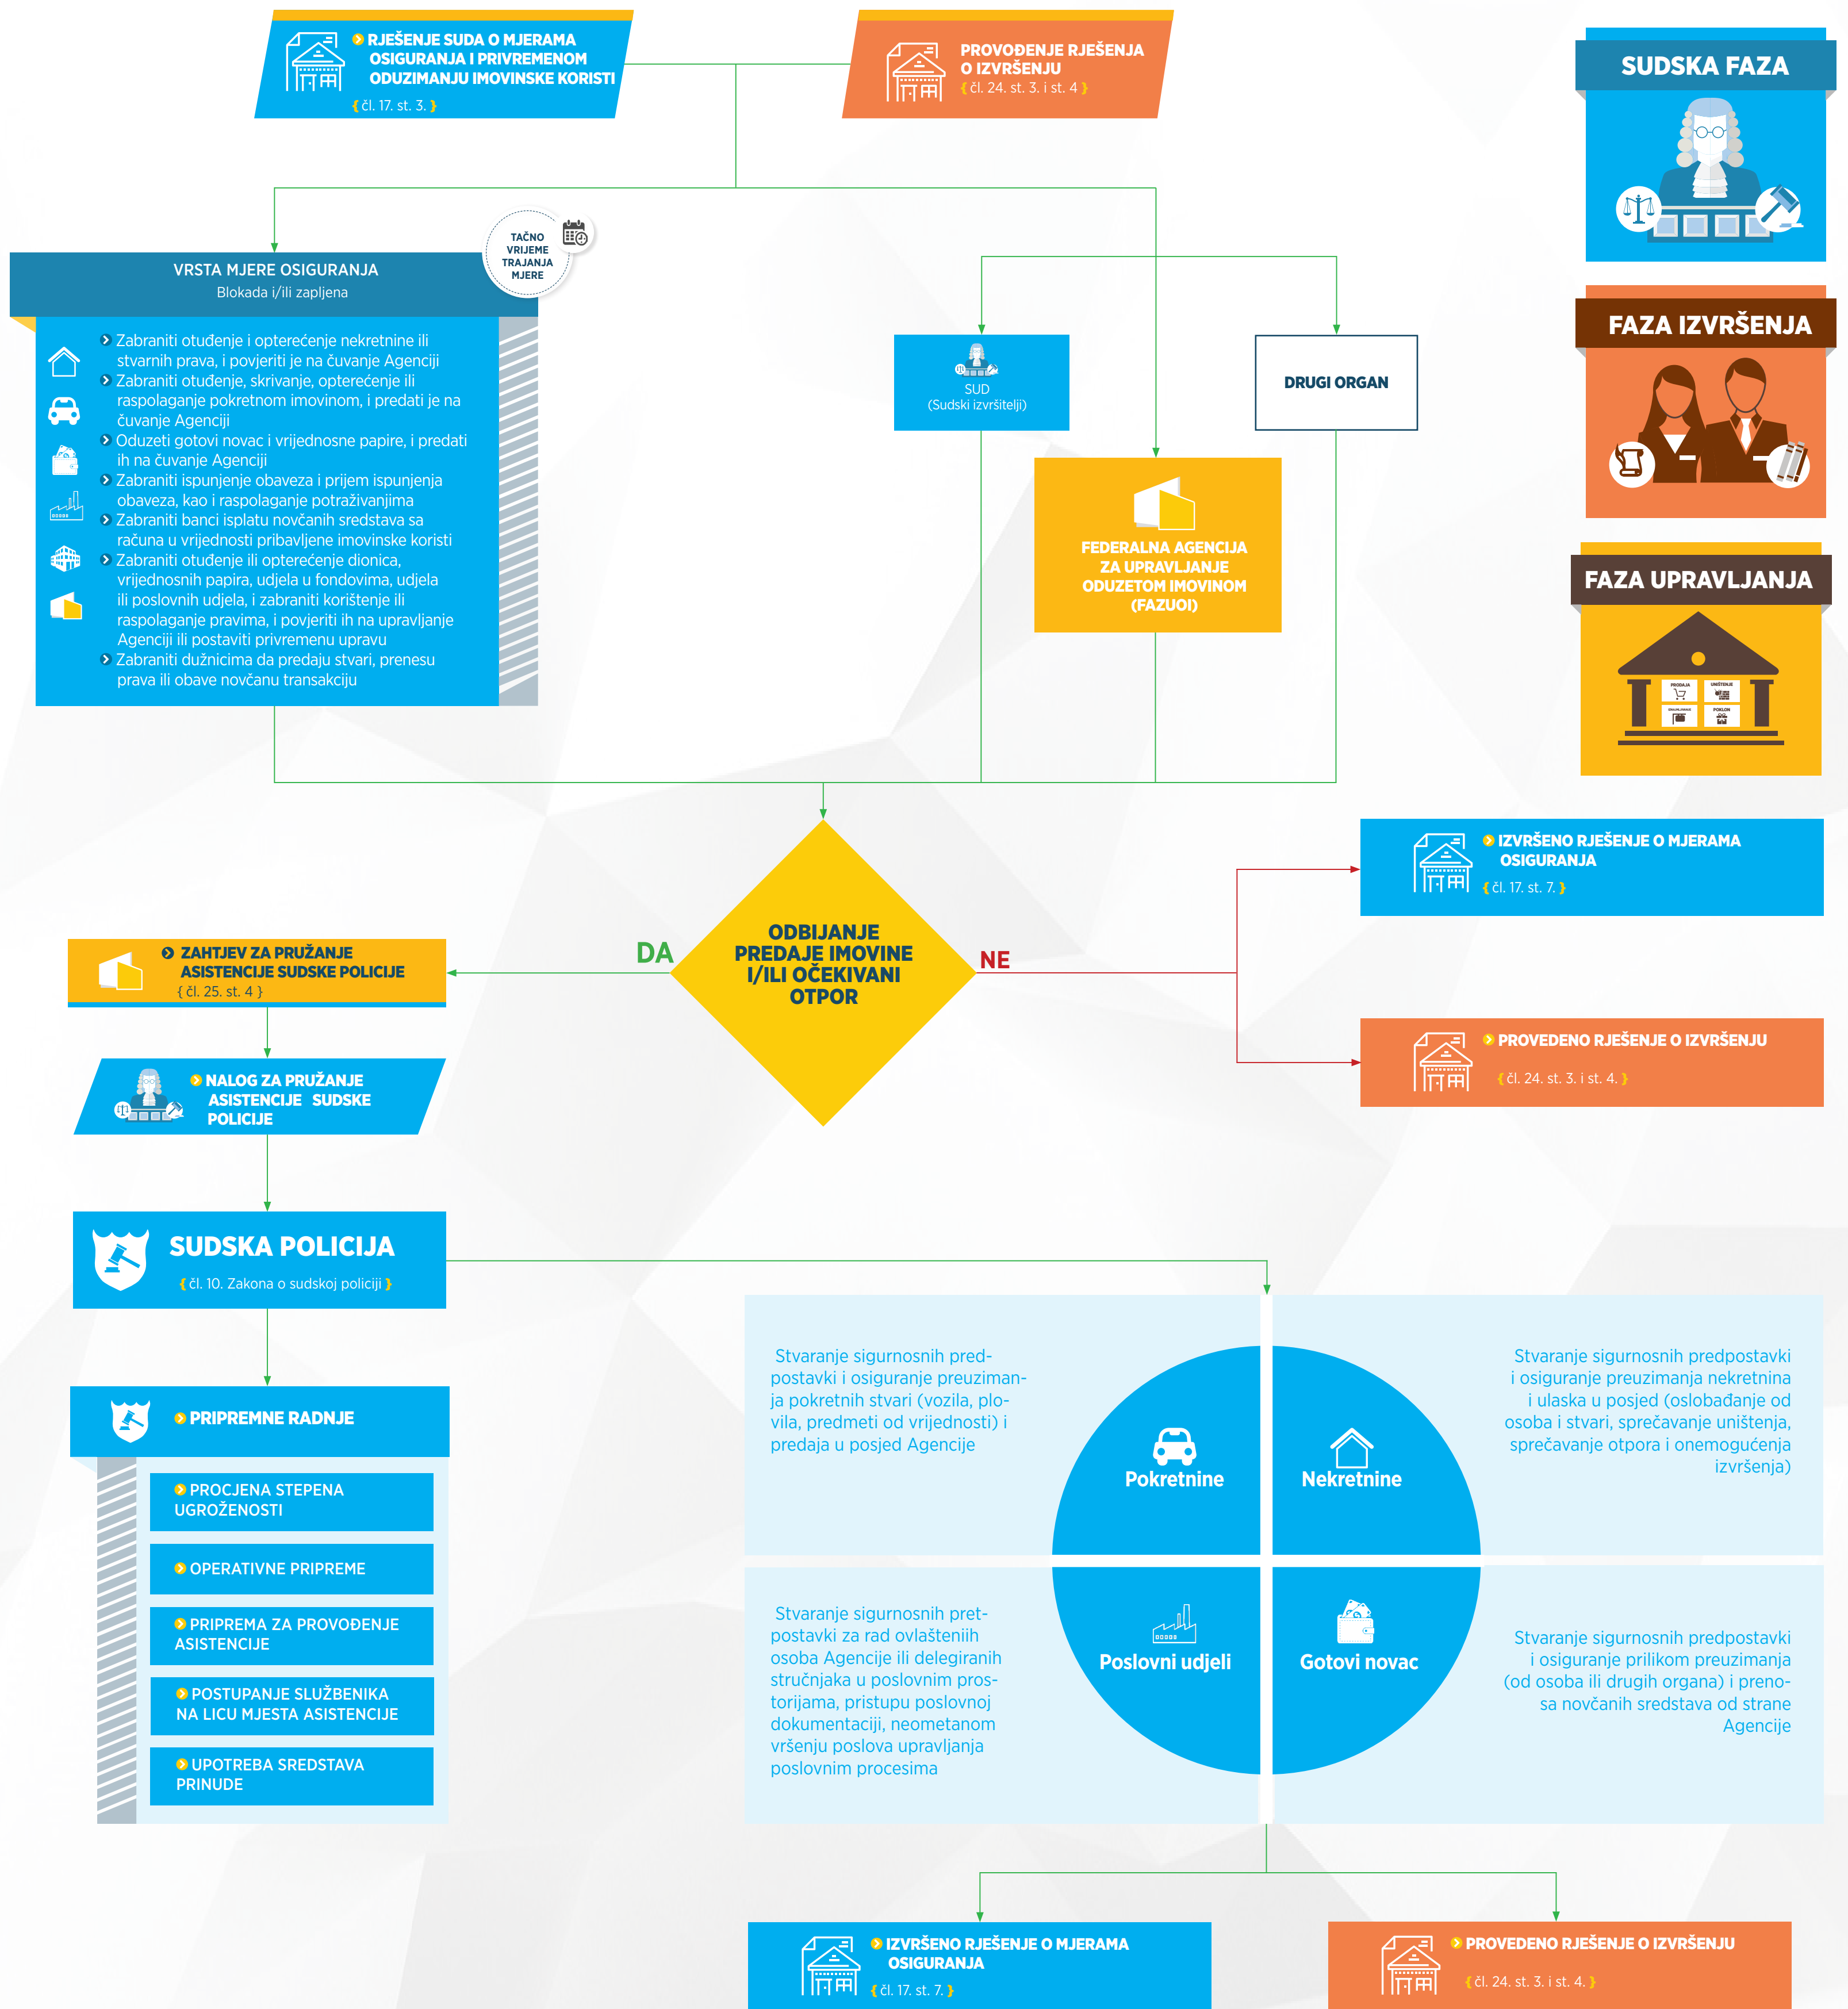 RJEŠENJE SUDA O MJERAMA
OSIGURANJA I PRIVREMENOM
ODUZIMANJU IMOVINSKE KORISTI
{ čl. 17. st. 3. }
PROVOĐENJE RJEŠENJA
O IZVRŠENJU
{ čl. 24. st. 3. i st. 4 }
SUDSKA FAZA
FAZA IZVRŠENJA
FAZA UPRAVLJANJA
PRODAJA
UNIŠTENJE
POKLON
TAČNO
VRIJEME
TRAJANJA
MJERE
VRSTA MJERE OSIGURANJA
Blokada i/ili zapljena
Zabraniti otuđenje i opterećenje nekretnine ili
stvarnih prava, i povjeriti je na čuvanje Agenciji
Zabraniti otuđenje, skrivanje, opterećenje ili
raspolaganje pokretnom imovinom, i predati je na
čuvanje Agenciji
Oduzeti gotovi novac i vrijednosne papire, i predati
ih na čuvanje Agenciji
Zabraniti ispunjenje obaveza i prijem ispunjenja
obaveza, kao i raspolaganje potraživanjima
Zabraniti banci isplatu novčanih sredstava sa
računa u vrijednosti pribavljene imovinske koristi
Zabraniti otuđenje ili opterećenje dionica,
vrijednosnih papira, udjela u fondovima, udjela
ili poslovnih udjela, i zabraniti korištenje ili
raspolaganje pravima, i povjeriti ih na upravljanje
Agenciji ili postaviti privremenu upravu
Zabraniti dužnicima da predaju stvari, prenesu
prava ili obave novčanu transakciju
SUD
(Sudski izvršitelji)
DRUGI ORGAN
FEDERALNA AGENCIJA
ZA UPRAVLJANJE
ODUZETOM IMOVINOM
(FAZUOI)
ODBIJANJE
PREDAJE IMOVINE
I/ILI OČEKIVANI
OTPOR
DA
NE
IZVRŠENO RJEŠENJE O MJERAMA
OSIGURANJA
{ čl. 17. st. 7. }
PROVEDENO RJEŠENJE O IZVRŠENJU
{ čl. 24. st. 3. i st. 4. }
ZAHTJEV ZA PRUŽANJE
ASISTENCIJE SUDSKE POLICIJE
{ čl. 25. st. 4 }
NALOG ZA PRUŽANJE
ASISTENCIJE SUDSKE
POLICIJE
SUDSKA POLICIJA
{ čl. 10. Zakona o sudskoj policiji }
PRIPREMNE RADNJE
PROCJENA STEPENA
UGROŽENOSTI
OPERATIVNE PRIPREME
PRIPREMA ZA PROVOĐENJE
ASISTENCIJE
POSTUPANJE SLUŽBENIKA
NA LICU MJESTA ASISTENCIJE
UPOTREBA SREDSTAVA
PRINUDE
Stvaranje sigurnosnih pred-
postavki i osiguranje preuziman-
ja pokretnih stvari (vozila, plo-
vila, predmeti od vrijednosti) i
predaja u posjed Agencije
Pokretnine
Nekretnine
Stvaranje sigurnosnih predpostavki
i osiguranje preuzimanja nekretnina
i ulaska u posjed (oslobađanje od
osoba i stvari, sprečavanje uništenja,
sprečavanje otpora i onemogućenja
izvršenja)
Stvaranje sigurnosnih pret-
postavki za rad ovlašteniih
osoba Agencije ili delegiranih
stručnjaka u poslovnim pros-
torijama, pristupu poslovnoj
dokumentaciji, neometanom
vršenju poslova upravljanja
poslovnim procesima
Poslovni udjeli
Gotovi novac
Stvaranje sigurnosnih predpostavki
i osiguranje prilikom preuzimanja
(od osoba ili drugih organa) i preno-
sa novčanih sredstava od strane
Agencije
IZVRŠENO RJEŠENJE O MJERAMA
OSIGURANJA
{ čl. 17. st. 7. }
PROVEDENO RJEŠENJE O IZVRŠENJU
{ čl. 24. st. 3. i st. 4. }